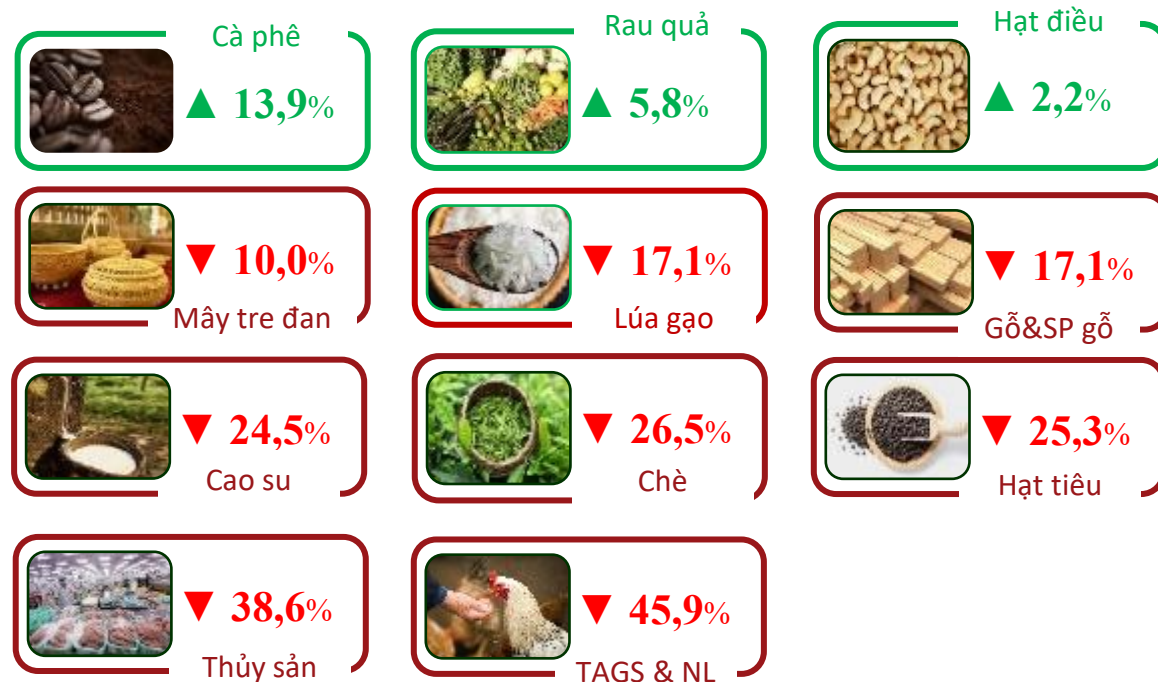 Cà phê
▲ 13,9%
Rau quả
▲ 5,8%
Hạt điều
▲ 2,2%
▼ 10,0%
Mây tre đan
▼ 17,1%
Lúa gạo
▼ 17,1%
Gỗ&SP gỗ
▼ 24,5%
Cao su
▼ 26,5%
Chè
▼ 25,3%
Hạt tiêu
▼ 38,6%
Thủy sản
▼ 45,9%
TAGS & NL